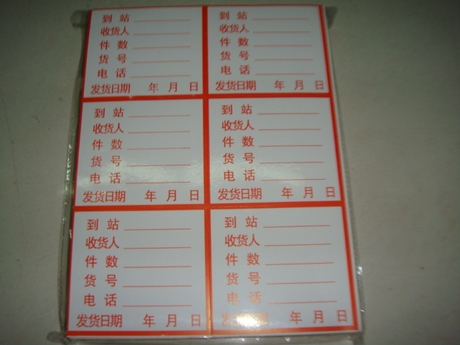 到 站
收货人
件 数
货 号
电 话
发货日期 年 月 日
到 站
收货人
件 数
货 号
电 话
发货日期 年 月 日
到 站
收货人
件 数
货 号
电 话
发货日期 年 月 日
到 站
收货人
件 数
货 号
电 话
发货日期 年 月 日
到 站
收货人
件 数
货 号
电 话
发货日期 年 月 日
到 站
收货人
件 数
货 号
电 话
发货日期 年 月 日